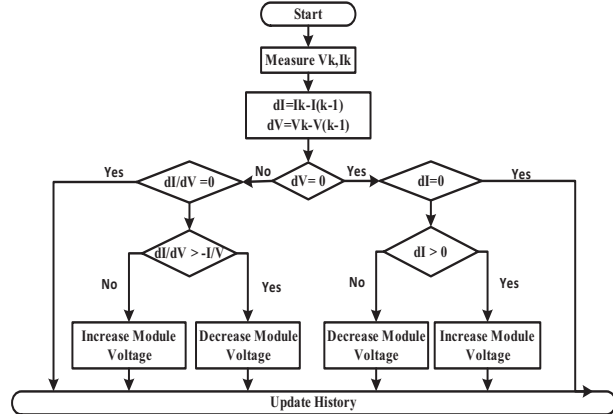 Start
Measure Vk,Ik
dI=Ik-I(k-1)
dV=Vk-V(k-1)
Yes
dI/dV =0
No
dV= 0
Yes
dI=0
Yes
dI/dV > -I/V
dI > 0
No
Yes
No
Yes
Increase Module
Voltage
Decrease Module
Voltage
Decrease Module
Voltage
Increase Module
Voltage
Update History